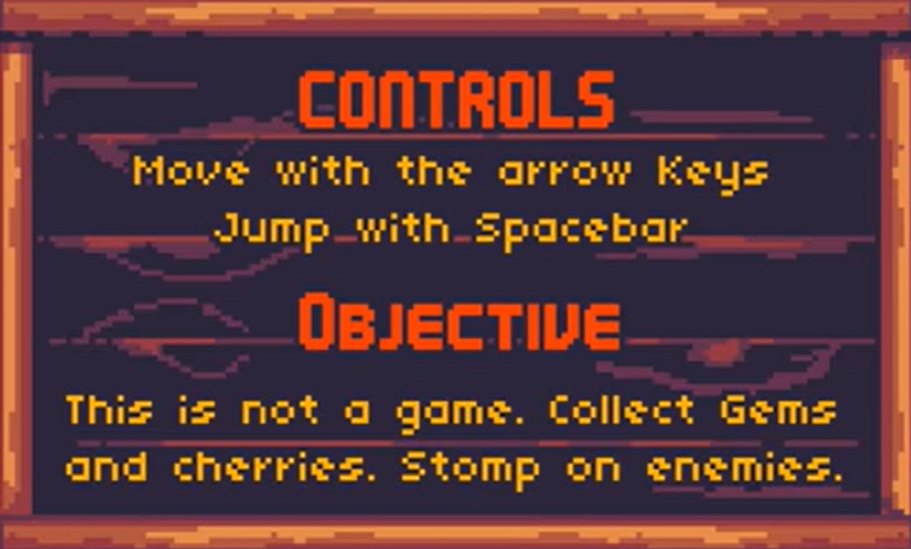 CONTROLS
Move with the arrow Keys
Jump with Spacebar
OBJECTIVE
This is not a game. Collect Gems
and cherries. Stomp on enemies.